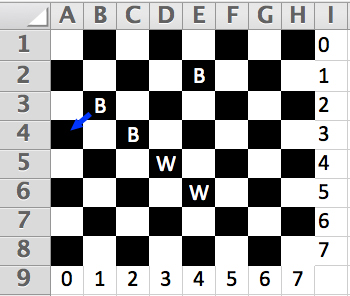 A B C D E F G H I
1 0
2 B 1
3 B 2
4 B 3
5 W 4
6 W 5
7 6
8 7
9 0 1 2 3 4 5 6 7